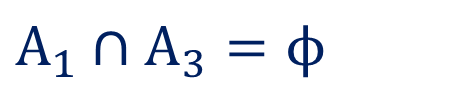 A₁ ∩ A₃ = ϕ